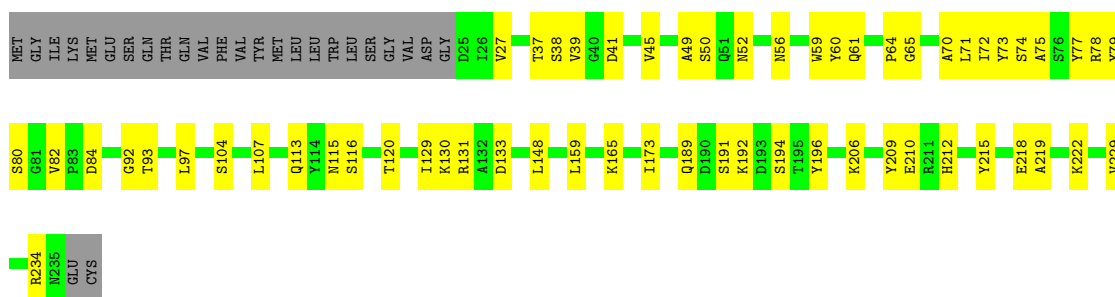 MET GLY ILE LYS MET GLU SER GLN THR GLN VAL PHE VAL TYR MET LEU LEU TRP LEU SER GLY VAL ASP GLY D25 I26 V27 T37 S38 V39 G40 D41 V45 A49 S50 Q51 N52 N56 W59 Y60 Q61 P64 G65 A70 L71 I72 Y73 S74 A75 S76 Y77 R78 Y79
S80 G81 V82 P83 D84 G92 T93 L97 S104 L107 Q113 Y114 N115 S116 T120 I129 K130 R131 A132 D133 L148 L159 K165 I173 Q189 D190 S191 K192 D193 S194 T195 Y196 K206 Y209 E210 R211 H212 Y215 E218 A219 K222 V229
R234 N235 GLU CYS